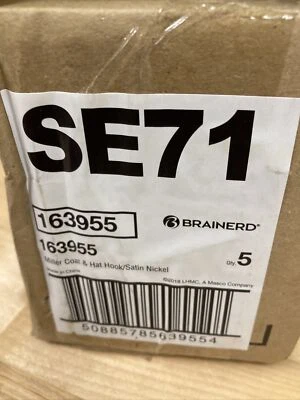 SE71
163955
BRAINERD®
163955
Miller Coat & Hat Hook/Satin Nickel
Qty. 5
Made in China
©2018 LHMC, A Masco Company
50885785639554